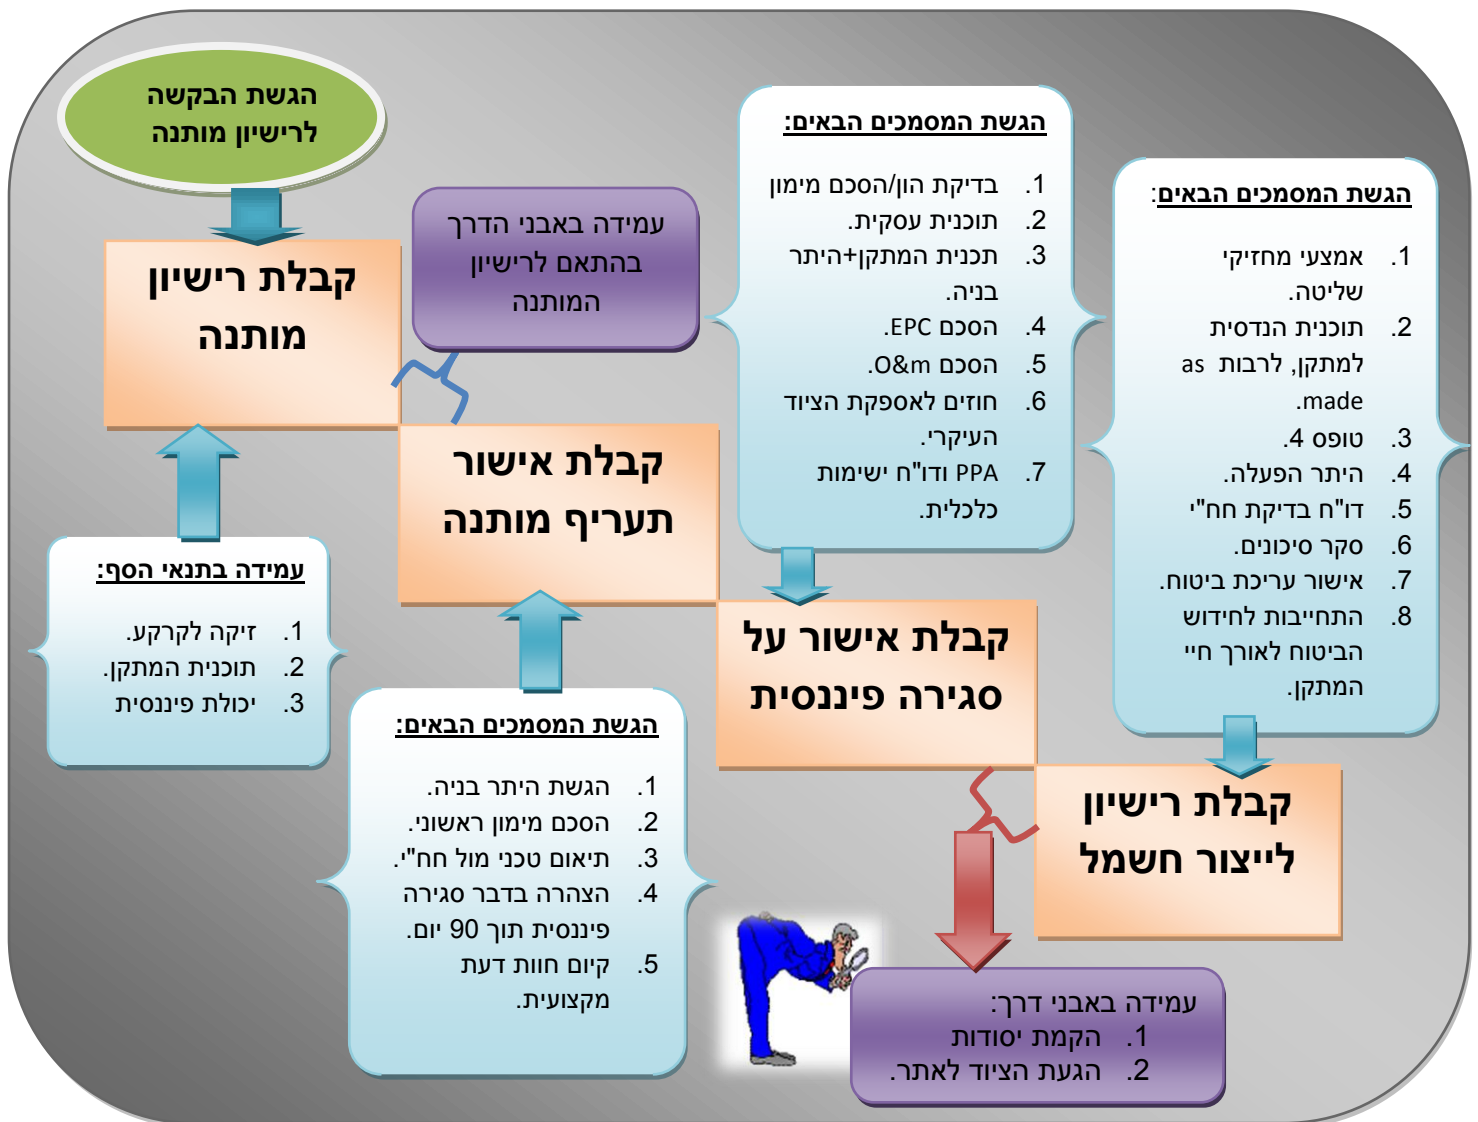 הגשת הבקשה
לרישיון מותנה
קבלת רישיון
מותנה
עמידה באבני הדרך
בהתאם לרישיון
המותנה
עמידה בתנאי הסף:
1. זיקה לקרקע.
2. תוכנית המתקן.
3. יכולת פיננסית
קבלת אישור
תעריף מותנה
הגשת המסמכים הבאים:
1. הגשת היתר בניה.
2. הסכם מימון ראשוני.
3. תיאום טכני מול חח"י.
4. הצהרה בדבר סגירה
פיננסית תוך 90 יום.
5. קיום חוות דעת
מקצועית.
הגשת המסמכים הבאים:
1. בדיקת הון/הסכם מימון
2. תוכנית עסקית.
3. תכנית המתקן+היתר
בניה.
4. הסכם EPC.
5. הסכם O&m.
6. חוזים לאספקת הציוד
העיקרי.
7. PPA ודו"ח ישימות
כלכלית.
קבלת אישור על
סגירה פיננסית
הגשת המסמכים הבאים:
1. אמצעי מחזיקי
שליטה.
2. תוכנית הנדסית
למתקן, לרבות as
made.
3. טופס 4.
4. היתר הפעלה.
5. דו"ח בדיקת חח"י
6. סקר סיכונים.
7. אישור עריכת ביטוח.
8. התחייבות לחידוש
הביטוח לאורך חיי
המתקן.
קבלת רישיון
לייצור חשמל
עמידה באבני דרך:
1. הקמת יסודות
2. הגעת הציוד לאתר.